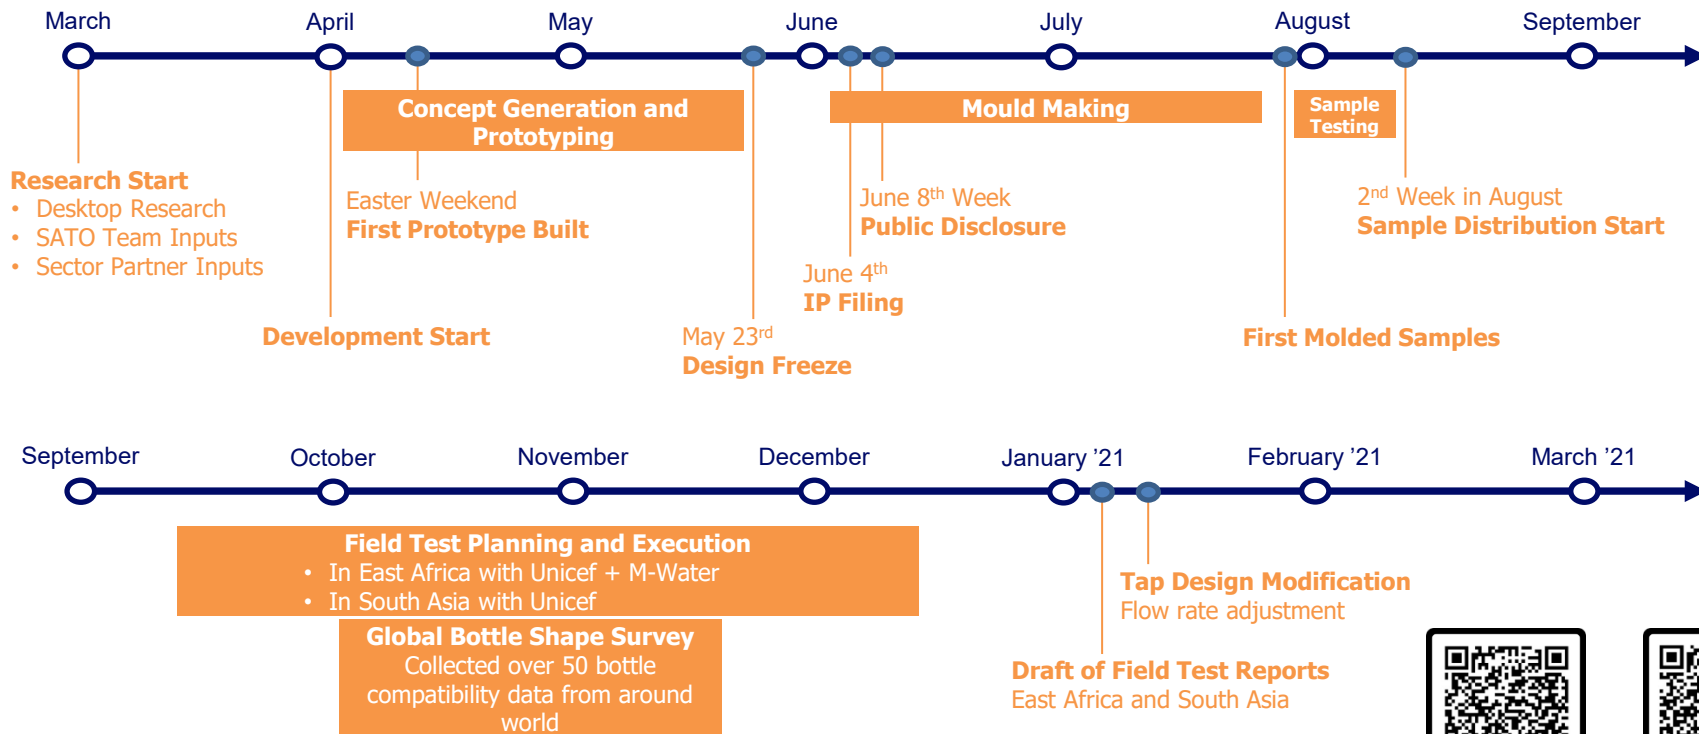 March April May June July August September
Concept Generation and
Prototyping
Mould Making
Sample
Testing
Research Start
• Desktop Research
• SATO Team Inputs
• Sector Partner Inputs
Easter Weekend
First Prototype Built
June 8th Week
Public Disclosure
2nd Week in August
Sample Distribution Start
June 4th
IP Filing
Development Start
May 23rd
Design Freeze
First Molded Samples
September October November December January '21 February '21 March '21
Field Test Planning and Execution
• In East Africa with Unicef + M-Water
• In South Asia with Unicef
Global Bottle Shape Survey
Collected over 50 bottle
compatibility data from around
world
Tap Design Modification
Flow rate adjustment
Draft of Field Test Reports
East Africa and South Asia